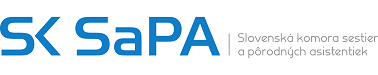 SK SaPA
Slovenská komora sestier
a pôrodných asistentiek